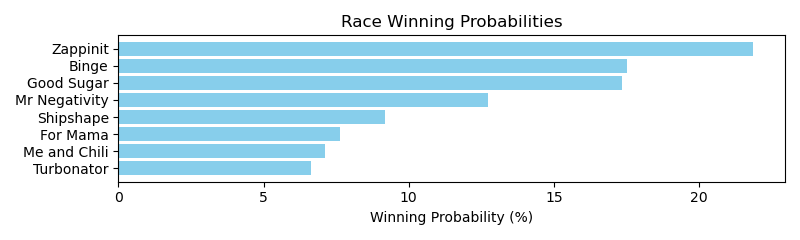 Race Winning Probabilities
Zappinit
Binge
Good Sugar
Mr Negativity
Shipshape
For Mama
Me and Chili
Turbonator
0 5 10 15 20
Winning Probability (%)